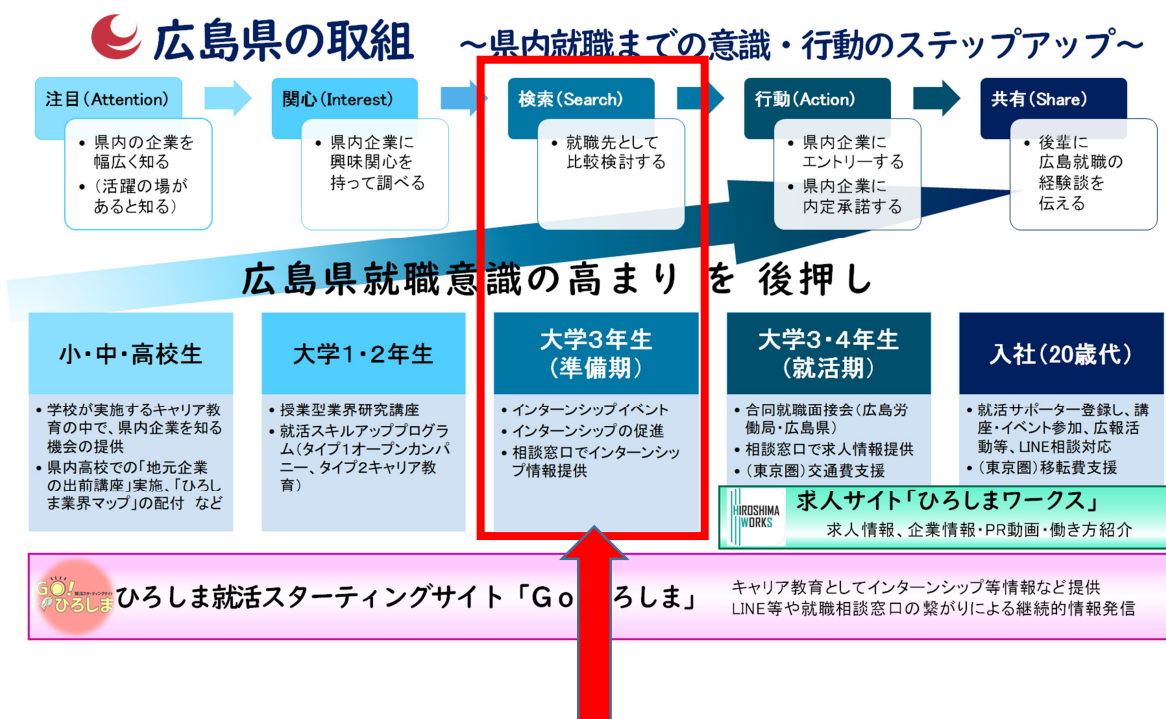 広島県の取組 ～県内就職までの意識・行動のステップアップ～
注目(Attention)
・県内の企業を
幅広く知る
・(活躍の場が
あると知る)
関心(Interest)
・県内企業に
興味関心を
持って調べる
検索(Search)
・就職先として
比較検討する
行動(Action)
・県内企業に
エントリーする
・県内企業に
内定承諾する
共有(Share)
・後輩に
広島就職の
経験談を
伝える
広島県就職意識の高まり を 後押し
小・中・高校生
・学校が実施するキャリア教
育の中で、県内企業を知る
機会の提供
・県内高校での「地元企業
の出前講座」実施、「ひろし
ま業界マップ」の配付 など
大学1・2年生
・授業型業界研究講座
・就活スキルアッププログラ
ム(タイプ1オープンカンパ
ニー、タイプ2キャリア教
育)
大学3年生
(準備期)
・インターンシップイベント
・インターンシップの促進
・相談窓口でインターンシッ
プ情報提供
大学3・4年生
(就活期)
・合同就職面接会(広島労
働局・広島県)
・相談窓口で求人情報提供
・(東京圏)交通費支援
入社(20歳代)
・就活サポーター登録し、講
座・イベント参加、広報活
動等、LINE相談対応
・(東京圏)移転費支援
HIROSHIMA
WORKS
求人サイト「ひろしまワークス」
求人情報、企業情報・PR動画・働き方紹介
GO!
ひろしま
ひろしま就活スターティングサイト「Go ろしま」
キャリア教育としてインターンシップ等情報など提供
LINE等や就職相談窓口の繋がりによる継続的情報発信